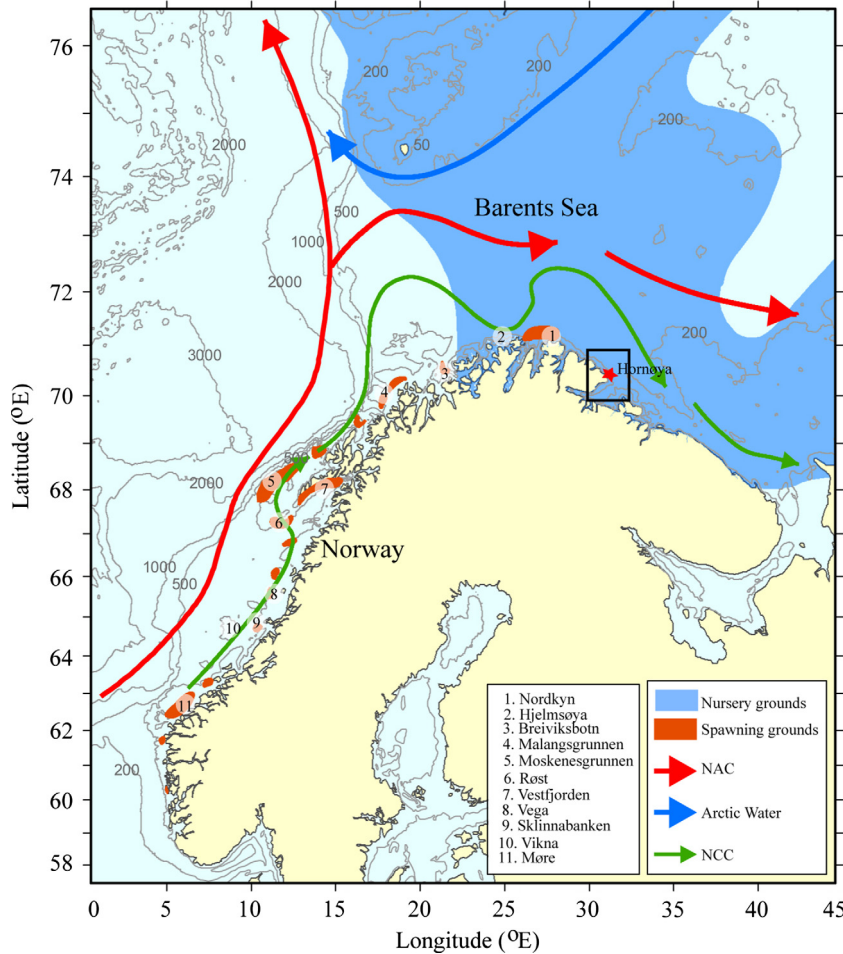 76
74
72
70
68
66
64
62
60
58
Latitude (⁰E)
0 5 10 15 20 25 30 35 40 45
Longitude (⁰E)
Barents Sea
Norway
Hornøya
200
200
200
50
2000
500
1000
2000
3000
200
500
2000
1000
500
200
1
2
3
4
5
6
7
8
9
10
11
1. Nordkyn
2. Hjelmsøya
3. Breiviksbotn
4. Malangsgrunnen
5. Moskenesgrunnen
6. Røst
7. Vestfjorden
8. Vega
9. Sklinnabanken
10. Vikna
11. Møre
Nursery grounds
Spawning grounds
NAC
Arctic Water
NCC